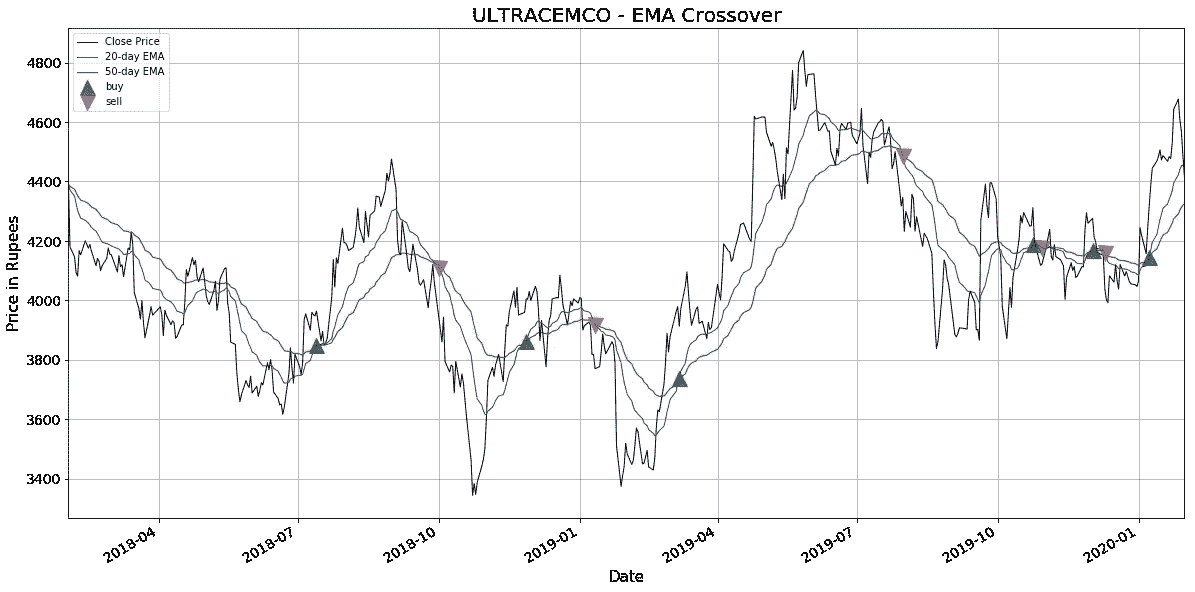 ULTRACEMCO - EMA Crossover
Close Price
20-day EMA
50-day EMA
buy
sell
4800
4600
4400
4200
4000
3800
3600
3400
Price in Rupees
2018-04
2018-07
2018-10
2019-01
2019-04
2019-07
2019-10
2020-01
Date